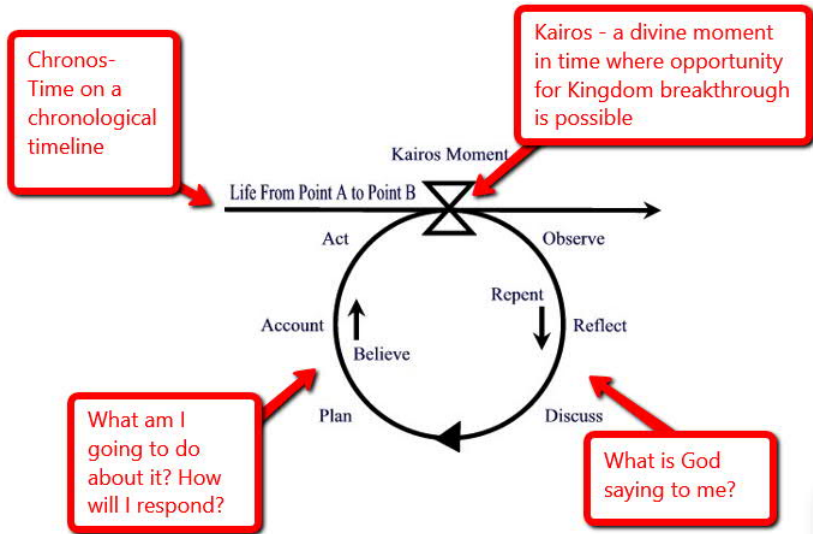 Chronos-
Time on a
chronological
timeline
Kairos - a divine moment
in time where opportunity
for Kingdom breakthrough
is possible
Kairos Moment
Life From Point A to Point B
Act
Observe
Repent
Reflect
Account
Believe
Plan
Discuss
What am I
going to do
about it? How
will I respond?
What is God
saying to me?